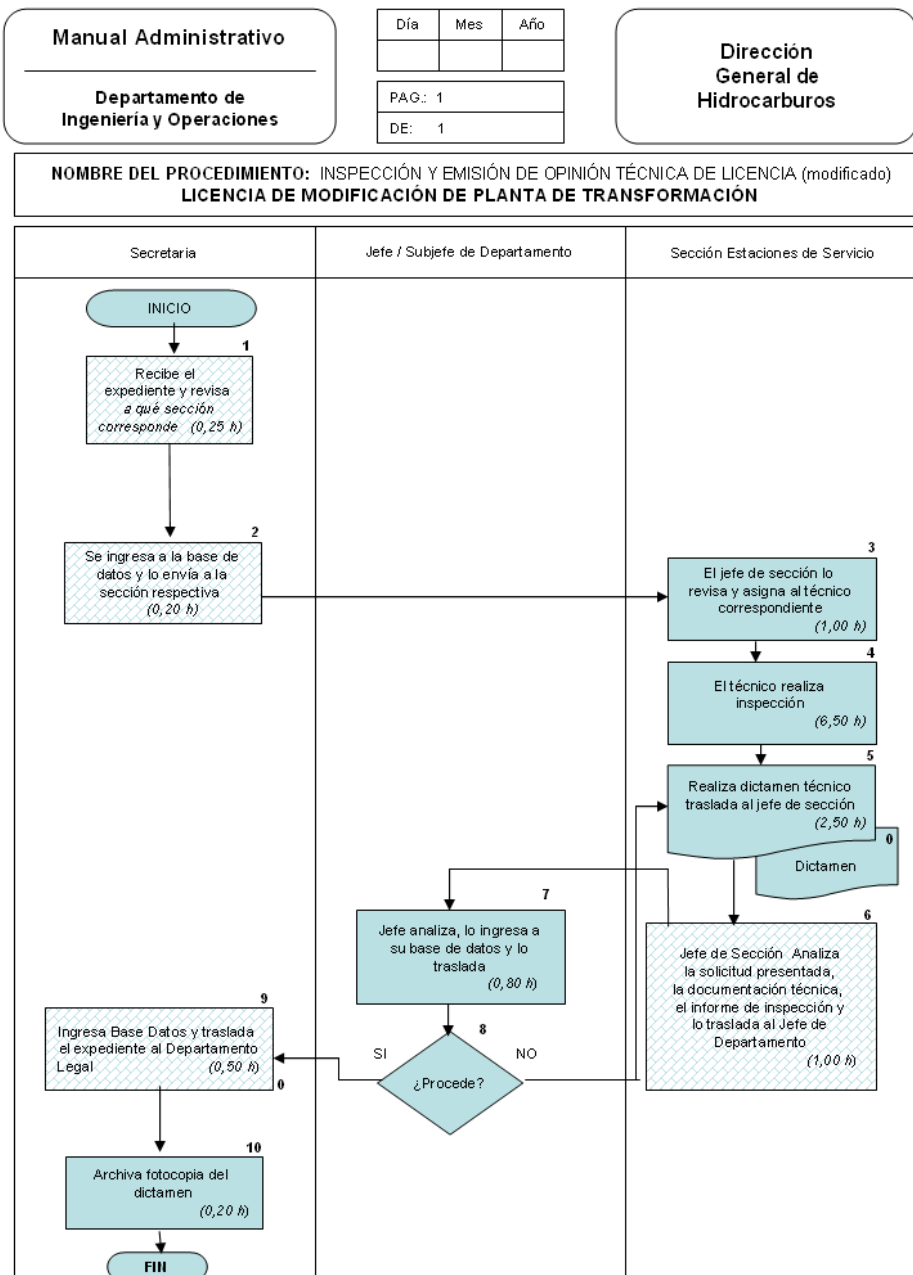 Manual Administrativo
Departamento de
Ingeniería y Operaciones
Día Mes Año
PAG.: 1
DE: 1
Dirección
General de
Hidrocarburos
NOMBRE DEL PROCEDIMIENTO: INSPECCIÓN Y EMISIÓN DE OPINIÓN TÉCNICA DE LICENCIA (modificado)
LICENCIA DE MODIFICACIÓN DE PLANTA DE TRANSFORMACIÓN
Secretaria
Jefe / Subjefe de Departamento
Sección Estaciones de Servicio
INICIO
1
Recibe el
expediente y revisa
a qué sección
corresponde (0,25 h)
2
Se ingresa a la base de
datos y lo envía a la
sección respectiva
(0,20 h)
3
El jefe de sección lo
revisa y asigna al técnico
correspondiente
(1,00 h)
4
El técnico realiza
inspección
(6,50 h)
5
Realiza dictamen técnico
traslada al jefe de sección
(2,50 h)
0
Dictamen
6
Jefe de Sección Analiza
la solicitud presentada,
la documentación técnica,
el informe de inspección y
lo traslada al Jefe de
Departamento
(1,00 h)
7
Jefe analiza, lo ingresa a
su base de datos y lo
traslada
(0,80 h)
8
SI
NO
¿Procede?
9
Ingresa Base Datos y traslada
el expediente al Departamento
Legal (0,50 h)
0
10
Archiva fotocopia del
dictamen
(0,20 h)
FIN